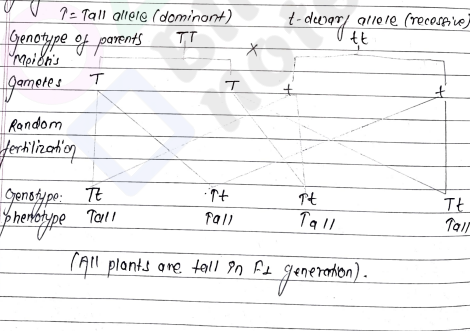 T = Tall allele (dominant) t-dwarf allele (recessive)
Genotype of parents TT × tt
Meiosis
gametes T T t t
Random
fertilization
Genotype: Tt Tt Tt Tt
phenotype Tall Tall Tall Tall
(All plants are tall in F1 generation).